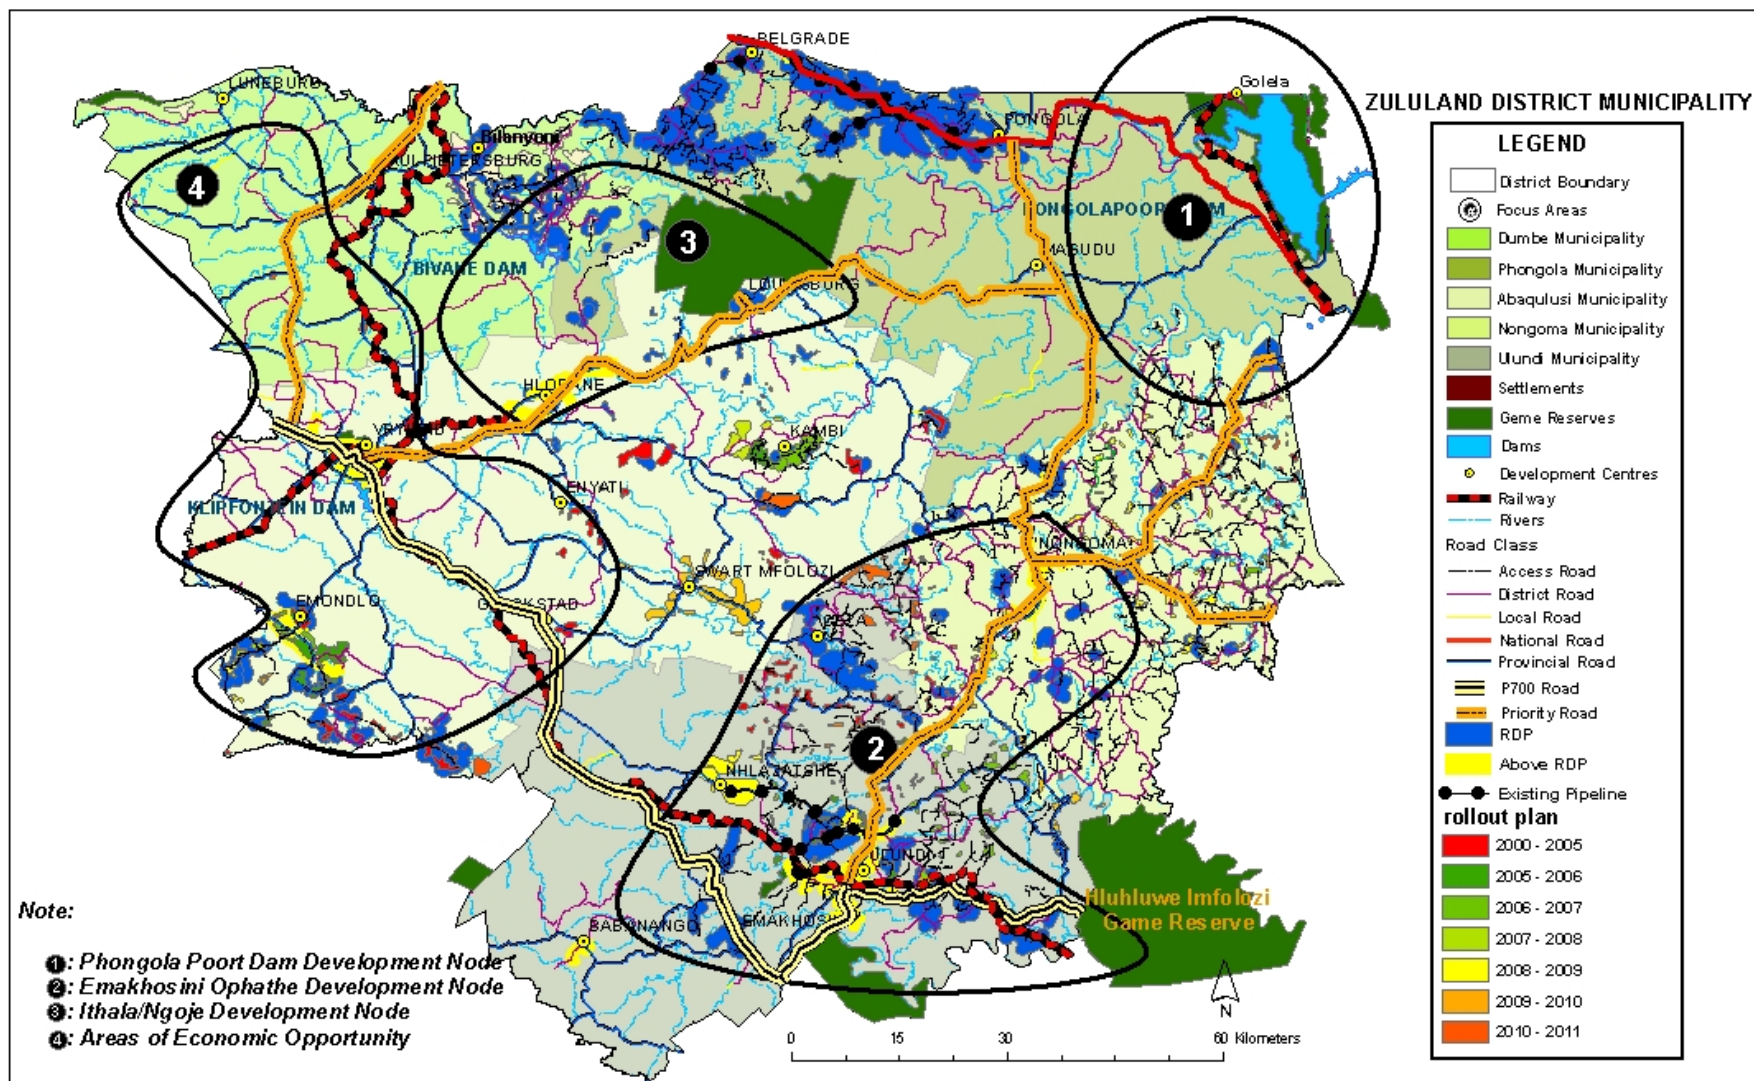 BELGRADE
LUNEBURG
Golela
ZULULAND DISTRICT MUNICIPALITY
PONGOLA
Bilanyoni
4
3
1
MAGUDU
BIVANE DAM
HLOBANE
KAMBI
KLIPFONTEIN DAM
ENYATI
NONGOMA
SWART MFOLOZI
EMONDLO
2
ULUNDI
Hluhluwe Imfolozi
Game Reserve
BABANANGO
LEGEND
District Boundary
Focus Areas
Dumbe Municipality
Phongola Municipality
Abaqulusi Municipality
Nongoma Municipality
Ulundi Municipality
Settlements
Geme Reserves
Dams
Development Centres
Railway
Rivers
Road Class
Access Road
District Road
Local Road
National Road
Provincial Road
P700 Road
Priority Road
RDP
Above RDP
Existing Pipeline
rollout plan
2000 - 2005
2005 - 2006
2006 - 2007
2007 - 2008
2008 - 2009
2009 - 2010
2010 - 2011
Note:
1: Phongola Poort Dam Development Node
2: Emakhosini Ophathe Development Node
3: Ithala/Ngoje Development Node
4: Areas of Economic Opportunity
N
0 15 30 60 Kilometers